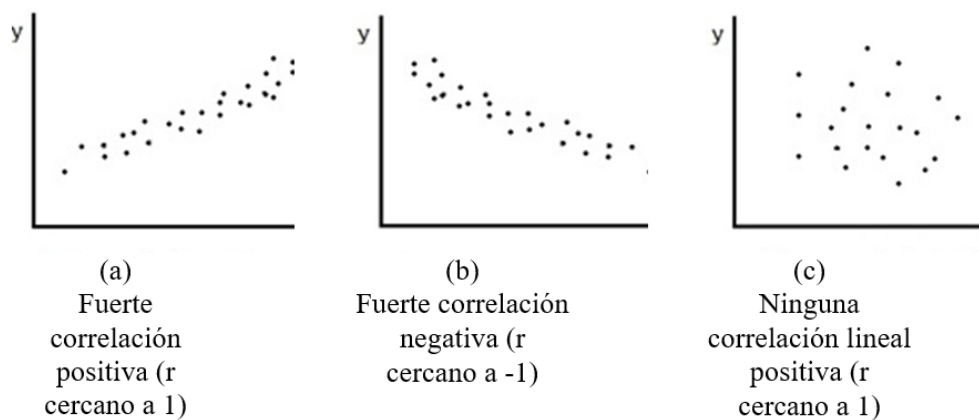 y
y
y
(a)
Fuerte
correlación
positiva (r
cercano a 1)
(b)
Fuerte correlación
negativa (r
cercano a -1)
(c)
Ninguna
correlación lineal
positiva (r
cercano a 1)